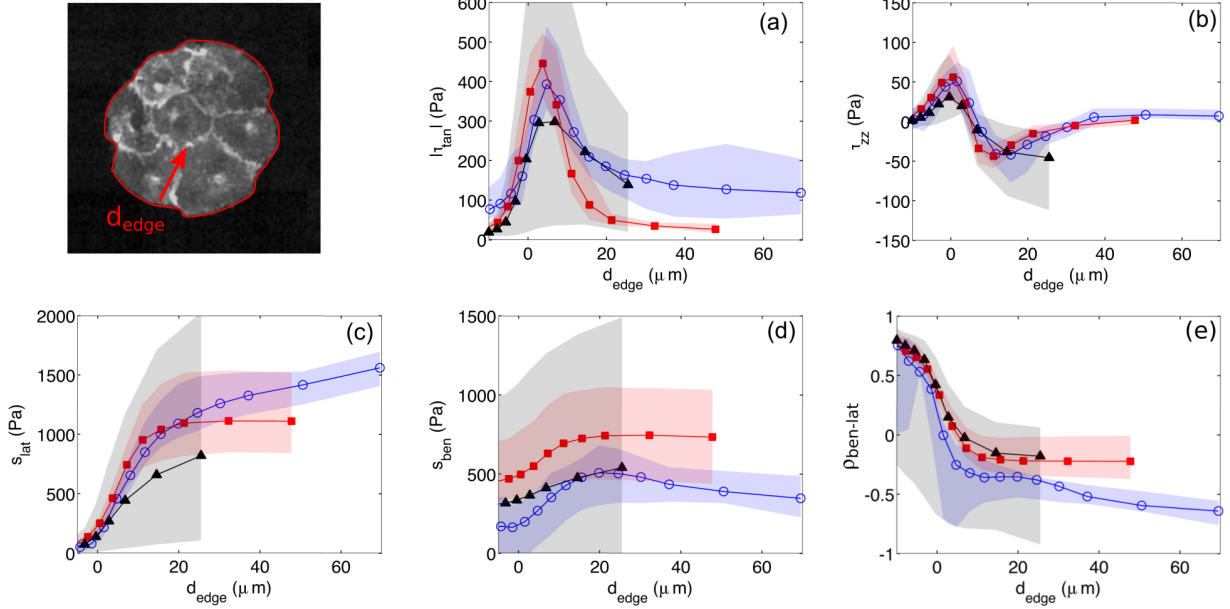 d_edge
(a)
600
500
400
300
200
100
0
0 20 40 60
|τ_tan| (Pa)
d_edge (μ m)
(b)
150
100
50
0
-50
-100
-150
0 20 40 60
τ_zz (Pa)
d_edge (μ m)
(c)
2000
1500
1000
500
0
0 20 40 60
s_lat (Pa)
d_edge (μ m)
(d)
1500
1000
500
0
0 20 40 60
s_ben (Pa)
d_edge (μ m)
(e)
1
0.5
0
-0.5
-1
0 20 40 60
ρ_ben-lat
d_edge (μ m)